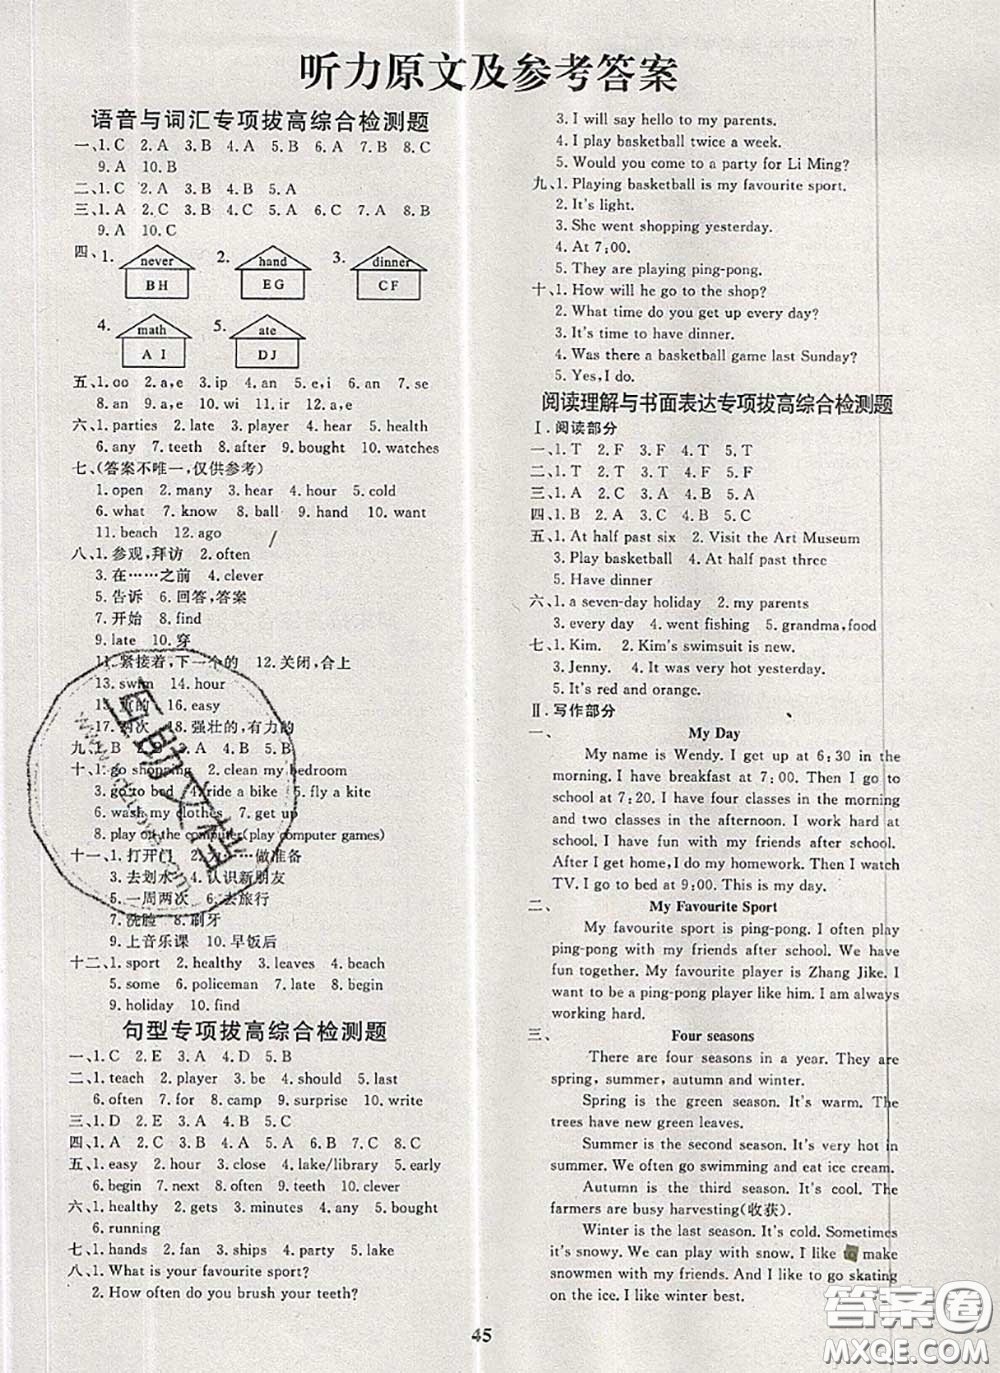 听力原文及参考答案
语音与词汇专项拔高综合检测题
一、1. C 2. A 3. B 4. A 5. B 6. A 7. B 8. C
9. A 10. B
二、1. C 2. A 3. C 4. B 5. A
三、1. A 2. C 3. B 4. A 5. C 6. C 7. A 8. B
9. A 10. C
四、1. never BH 2. hand EG 3. dinner CF
4. math AI 5. ate DJ
五、1. oo 2. a,e 3. ip 4. an 5. e,i 6. an 7. se
8. an 9. a,e 10. wi 11. ir 12. a,e
六、1. parties 2. late 3. player 4. hear 5. health
6. any 7. teeth 8. after 9. bought 10. watches
七、(答案不唯一,仅供参考)
1. open 2. many 3. hear 4. hour 5. cold
6. what 7. know 8. ball 9. hand 10. want
11. beach 12. ago
八、1. 参观,拜访 2. often
3. 在……之前 4. clever
5. 告诉 6. 回答,答案
7. 开始 8. find
9. late 10. 穿
11. 紧接着,下一个的 12. 关闭,合上
13. swim 14. hour
15. 的 16. easy
17. 两次 18. 强壮的,有力的
九、1. B 3. B 4. A 5. C
十、1. go shopping 2. clean my bedroom
3. go to bed 4. ride a bike 5. fly a kite
6. wash my clothes 7. get up
8. play on the computer(play computer games)
十一、1. 打开门 2. ……做准备
3. 去划水 4. 认识新朋友
5. 一周两次 6. 去旅行
7. 洗脸 8. 刷牙
9. 上音乐课 10. 早饭后
十二、1. sport 2. healthy 3. leaves 4. beach
5. some 6. policeman 7. late 8. begin
9. holiday 10. find
句型专项拔高综合检测题
一、1. C 2. E 3. A 4. D 5. B
二、1. teach 2. player 3. big 4. should 5. last
6. often 7. for 8. camp 9. surprise 10. write
三、1. D 2. E 3. A 4. B 5. C
四、1. A 2. C 3. B 4. A 5. C 6. B 7. C 8. C
五、1. easy 2. hour 3. close 4. lake/library 5. early
6. begin 7. next 8. often 9. listens 10. clever
六、1. healthy 2. gets 3. minutes 4. any 5. bought
6. running
七、1. hands 2. fan 3. ships 4. party 5. lake
八、1. What is your favourite sport?
2. How often do you brush your teeth?
3. I will say hello to my parents.
4. I play basketball twice a week.
5. Would you come to a party for Li Ming?
九、1. Playing basketball is my favourite sport.
2. It's light.
3. She went shopping yesterday.
4. At 7:00.
5. They are playing ping-pong.
十、1. How will he go to the shop?
2. What time do you get up every day?
3. It's time to have dinner.
4. Was there a basketball game last Sunday?
5. Yes, I do.
阅读理解与书面表达专项拔高综合检测题
Ⅰ. 阅读部分
一、1. T 2. F 3. F 4. T 5. T
二、1. T 2. T 3. T 4. F 5. F
三、1. A 2. C 3. A 4. B 5. A
四、1. B 2. A 3. C 4. C 5. B
五、1. At half past six 2. Visit the Art Museum
3. Play basketball 4. At half past three
5. Have dinner
六、1. a seven-day holiday 2. my parents
3. every day 4. went fishing 5. grandma, food
七、1. Kim. 2. Kim's swimsuit is new.
3. Jenny. 4. It was very hot yesterday.
5. It's red and orange.
Ⅱ. 写作部分
一、 My Day
My name is Wendy. I get up at 6:30 in the
morning. I have breakfast at 7:00. Then I go to
school at 7:20. I have four classes in the morning
and two classes in the afternoon. I work hard at
school. And I have fun with my friends after school.
After I get home, I do my homework. Then I watch
TV. I go to bed at 9:00. This is my day.
二、 My Favourite Sport
My favourite sport is ping-pong. I often play
ping-pong with my friends after school. We have
fun together. My favourite player is Zhang Jike. I
want to be a ping-pong player like him. I am always
working hard.
三、 Four seasons
There are four seasons in a year. They are
spring, summer, autumn and winter.
Spring is the green season. It's warm. The
trees have new green leaves.
Summer is the second season. It's very hot in
summer. We often go swimming and eat ice cream.
Autumn is the third season. It's cool. The
farmers are busy harvesting(收获).
Winter is the last season. It's cold. Sometimes
it's snowy. We can play with snow. I like to make
snowmen with my friends. And I like to go skating
on the ice. I like winter best.
45
互助文档
答案圈
MXQE.COM